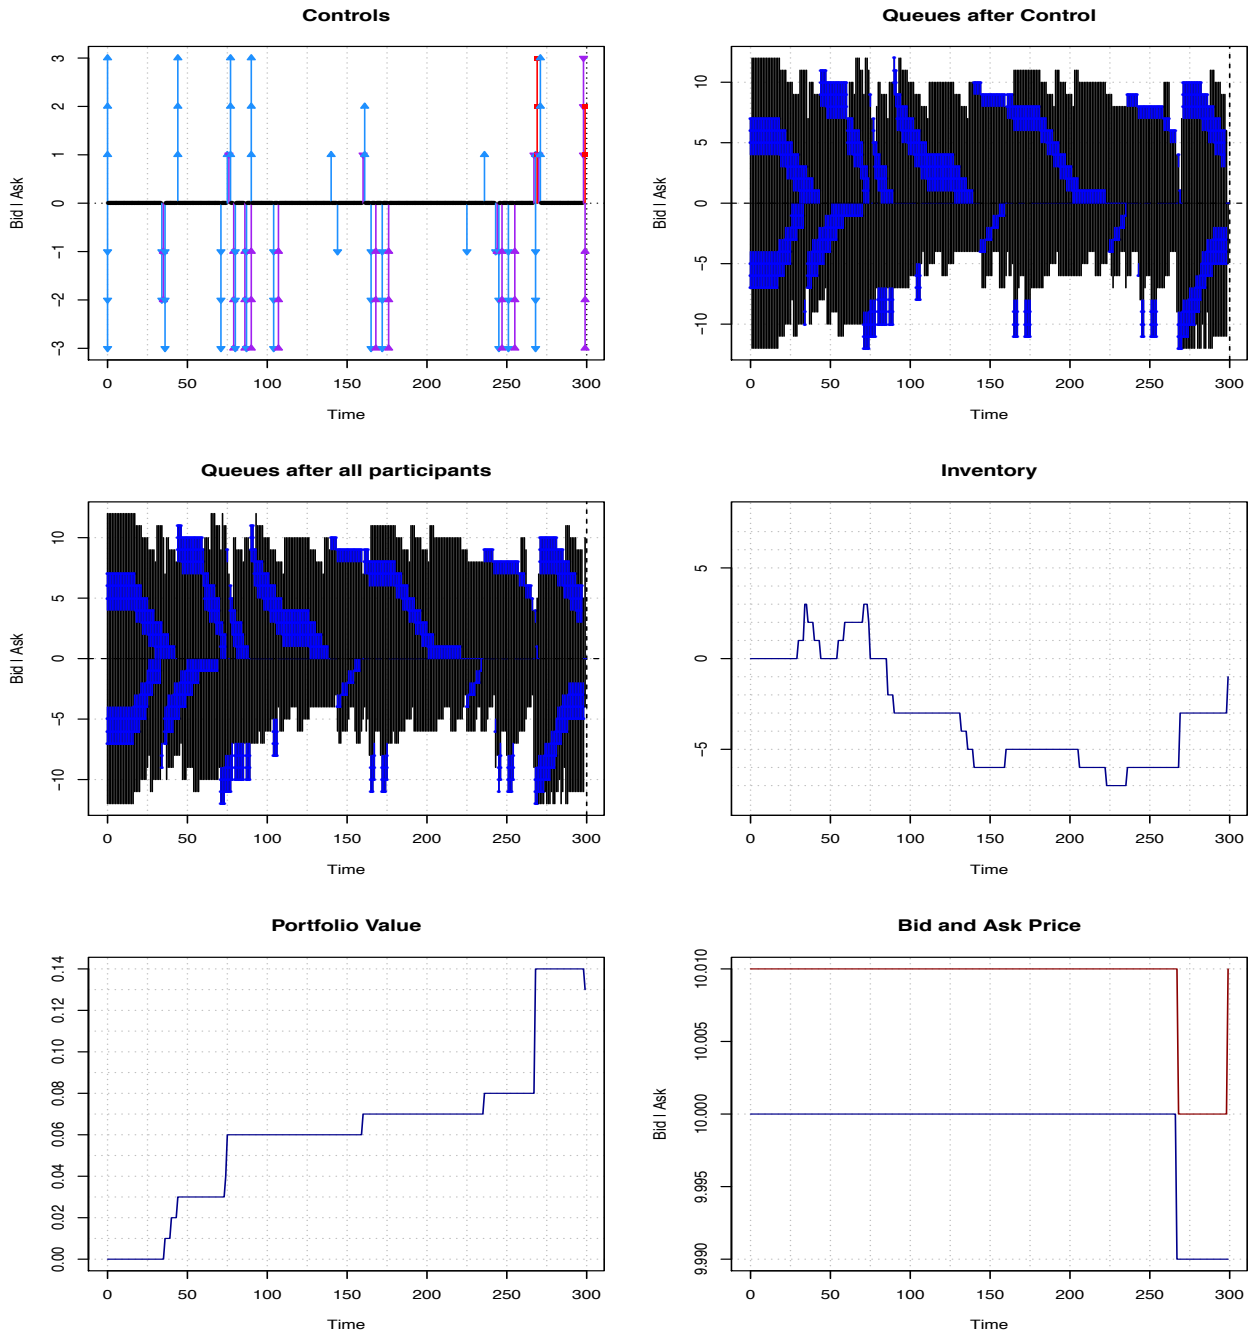 Controls
Bid | Ask
3
2
1
0
−1
−2
−3
0 50 100 150 200 250 300
Time
Queues after Control
Bid | Ask
10
5
0
−5
−10
0 50 100 150 200 250 300
Time
Queues after all participants
Bid | Ask
10
5
0
−5
−10
0 50 100 150 200 250 300
Time
Inventory
5
0
−5
0 50 100 150 200 250 300
Time
Portfolio Value
0.14
0.12
0.10
0.08
0.06
0.04
0.02
0.00
0 50 100 150 200 250 300
Time
Bid and Ask Price
Bid | Ask
10.010
10.005
10.000
9.995
9.990
0 50 100 150 200 250 300
Time